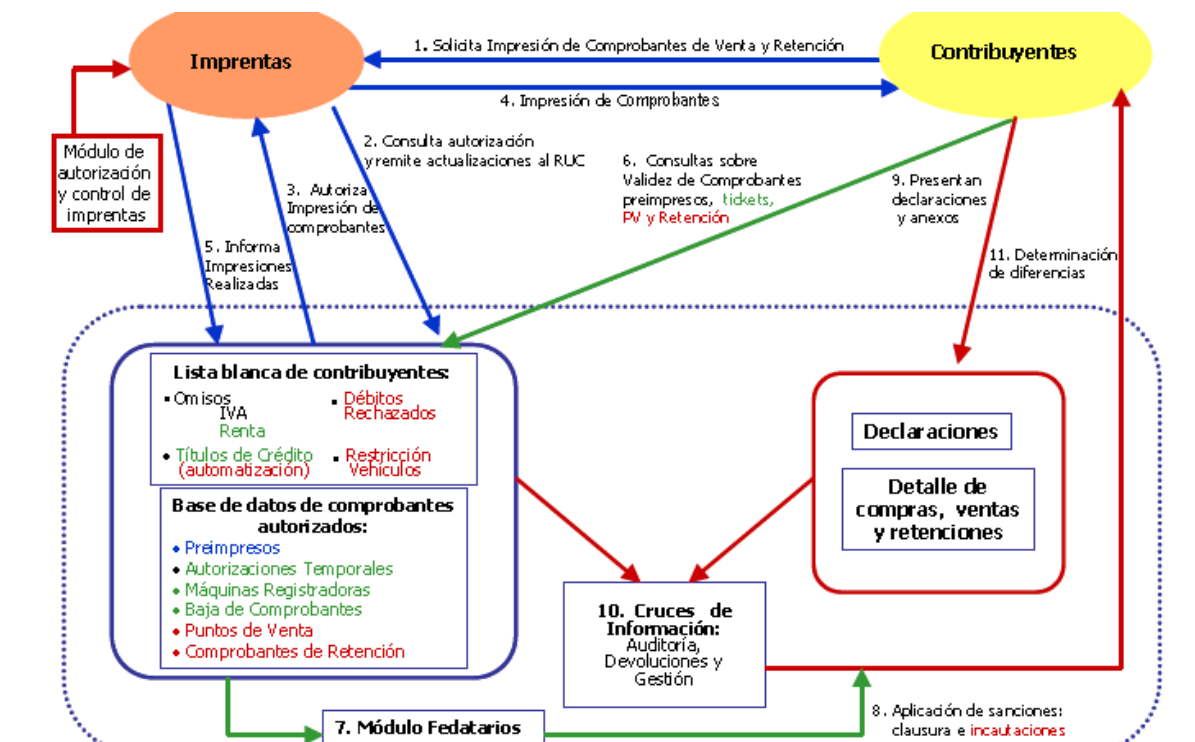 Imprentas
1. Solicita Impresión de Comprobantes de Venta y Retención
Contribuyentes
4. Impresión de Comprobantes
Módulo de
autorización
y control de
imprentas
2. Consulta autorización
y remite actualizaciones al RUC
3. Autoriza
Impresión de
comprobantes
5. Informa
Impresiones
Realizadas
6. Consultas sobre
Validez de Comprobantes
preimpresos, tickets,
PV y Retención
9. Presentan
declaraciones
y anexos
11. Determinación
de diferencias
Lista blanca de contribuyentes:
• Omisos
IVA
Renta
• Débitos
Rechazados
• Títulos de Crédito
(automatización)
• Restricción
Vehículos
Base de datos de comprobantes
autorizados:
• Preimpresos
• Autorizaciones Temporales
• Máquinas Registradoras
• Baja de Comprobantes
• Puntos de Venta
• Comprobantes de Retención
Declaraciones
Detalle de
compras, ventas
y retenciones
10. Cruces de
Información:
Auditoría,
Devoluciones y
Gestión
7. Módulo Fedatarios
8. Aplicación de sanciones:
clausura e incautaciones